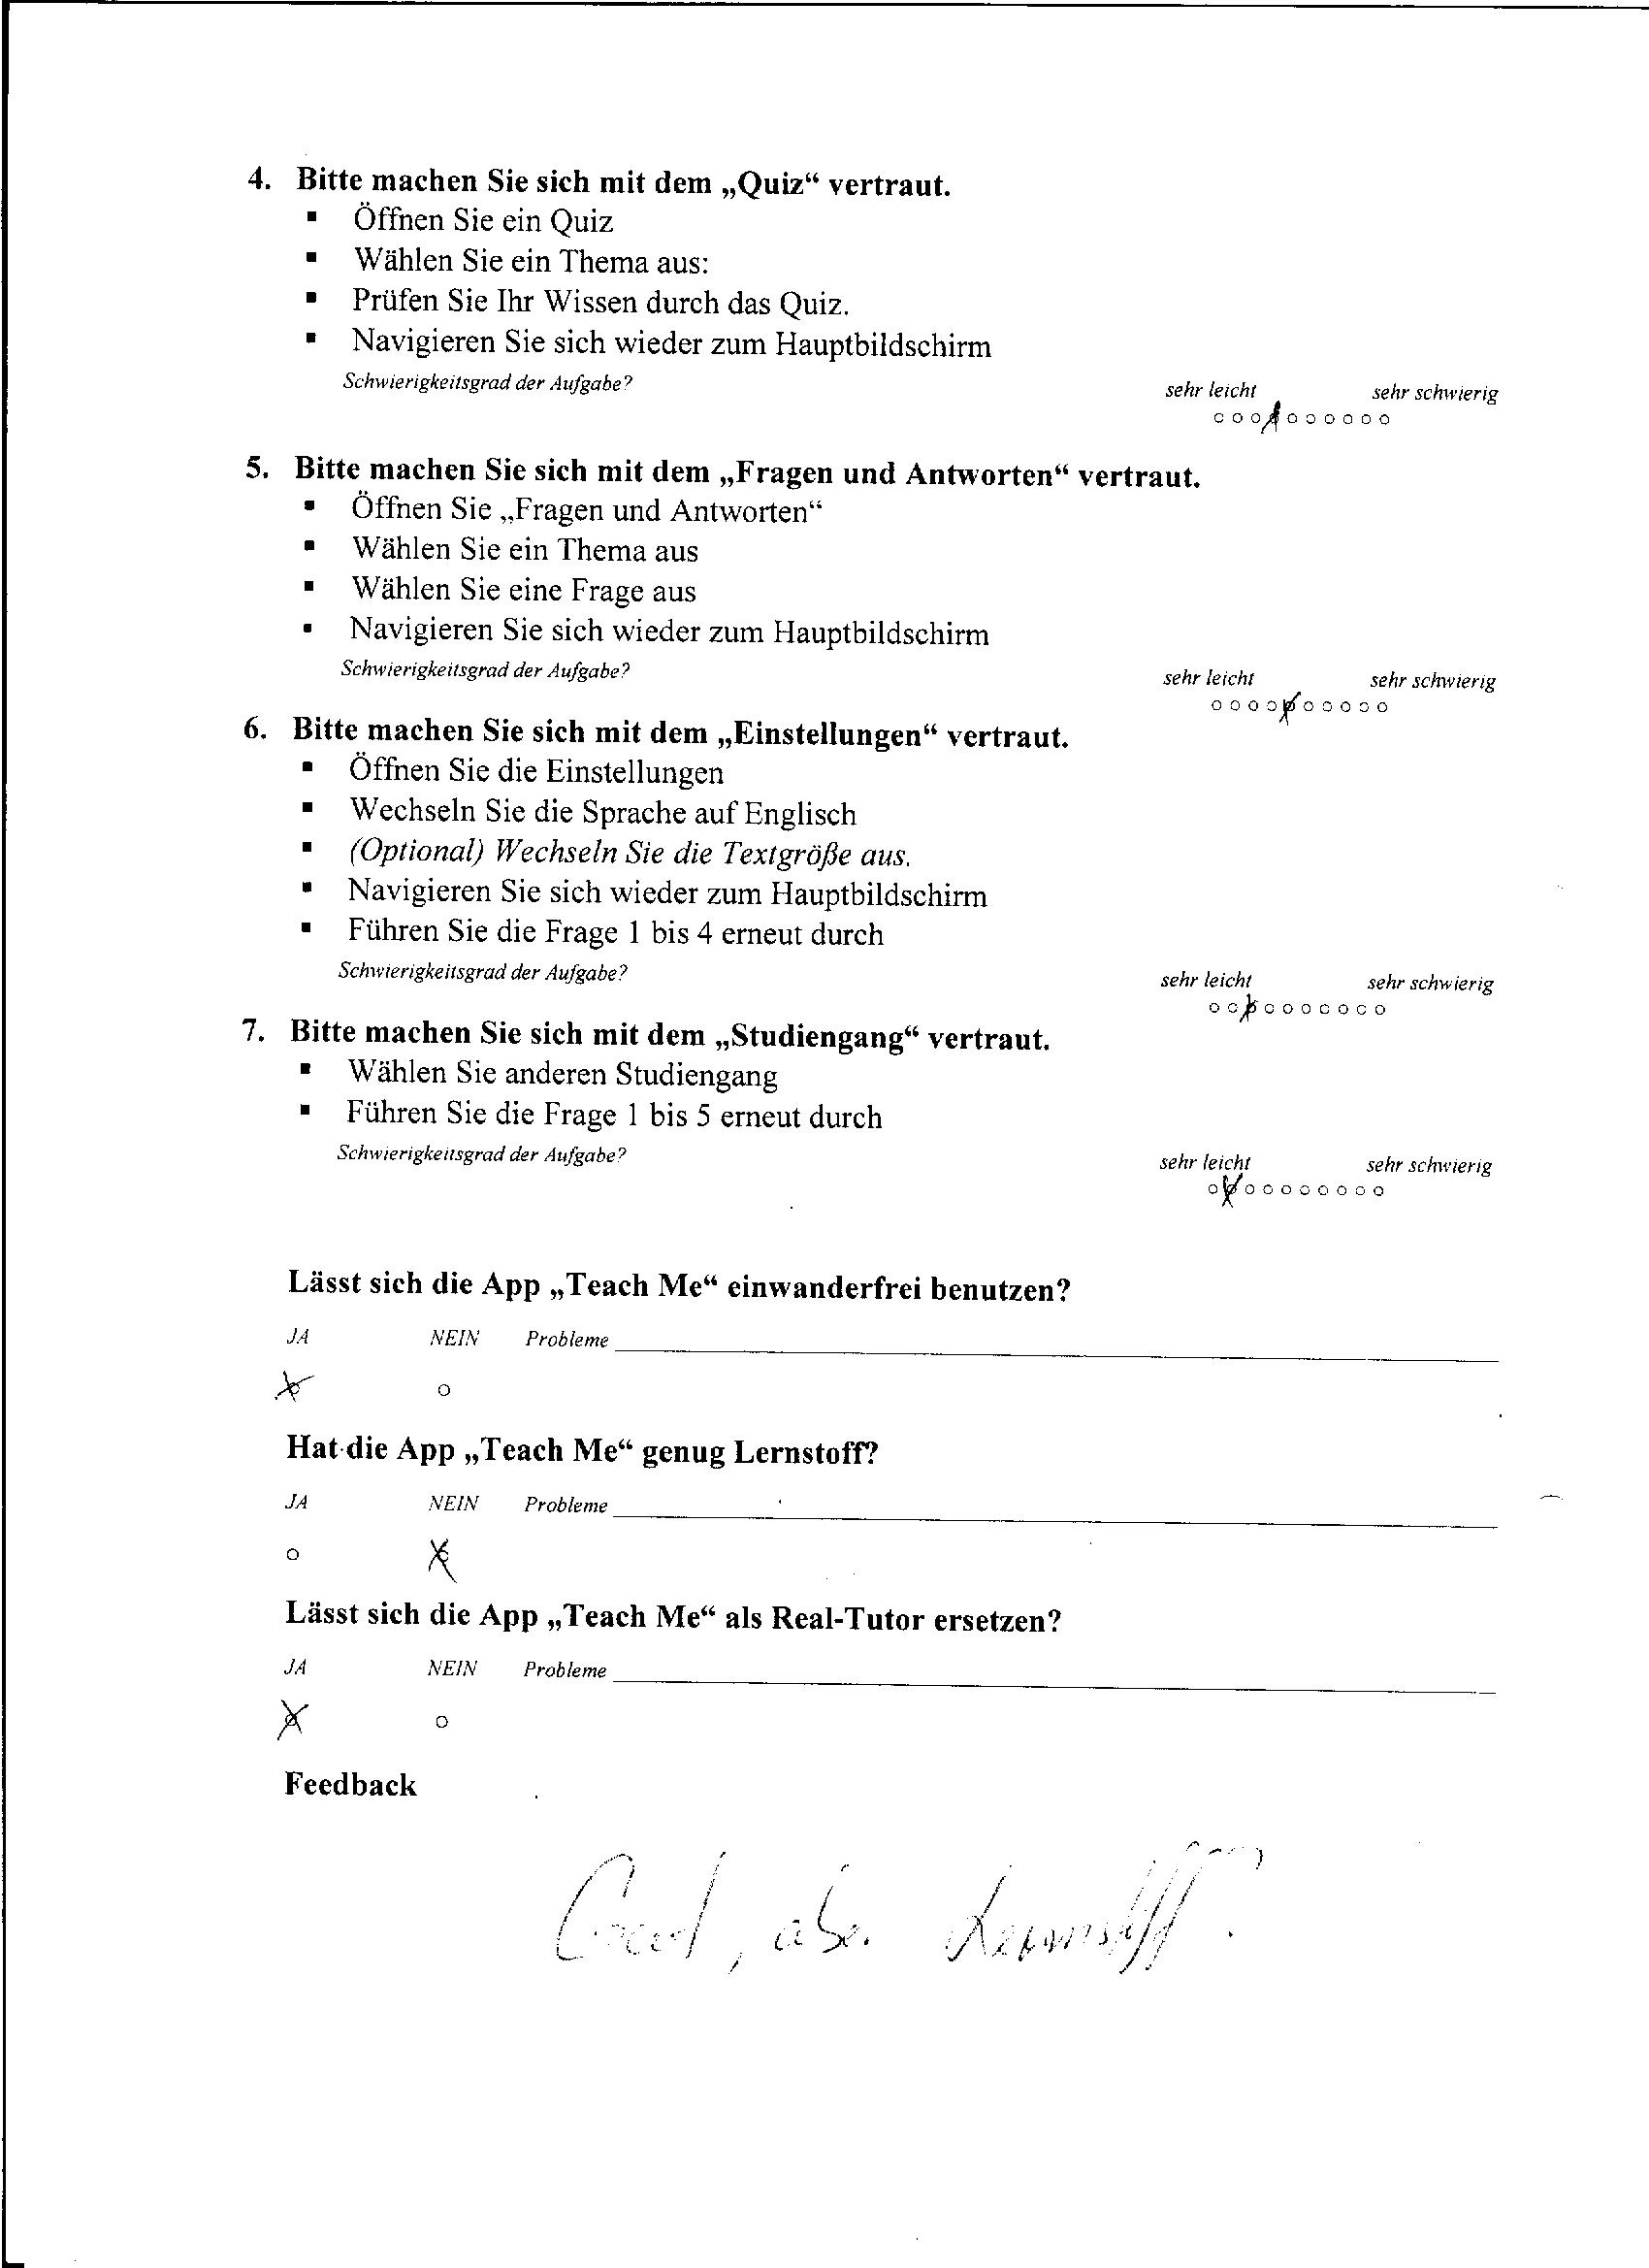 4. Bitte machen Sie sich mit dem „Quiz“ vertraut.
▪ Öffnen Sie ein Quiz
▪ Wählen Sie ein Thema aus:
▪ Prüfen Sie Ihr Wissen durch das Quiz.
▪ Navigieren Sie sich wieder zum Hauptbildschirm
Schwierigkeitsgrad der Aufgabe?
sehr leicht sehr schwierig
5. Bitte machen Sie sich mit dem „Fragen und Antworten“ vertraut.
▪ Öffnen Sie „Fragen und Antworten“
▪ Wählen Sie ein Thema aus
▪ Wählen Sie eine Frage aus
▪ Navigieren Sie sich wieder zum Hauptbildschirm
Schwierigkeitsgrad der Aufgabe?
sehr leicht sehr schwierig
6. Bitte machen Sie sich mit dem „Einstellungen“ vertraut.
▪ Öffnen Sie die Einstellungen
▪ Wechseln Sie die Sprache auf Englisch
▪ (Optional) Wechseln Sie die Textgröße aus.
▪ Navigieren Sie sich wieder zum Hauptbildschirm
▪ Führen Sie die Frage 1 bis 4 erneut durch
Schwierigkeitsgrad der Aufgabe?
sehr leicht sehr schwierig
7. Bitte machen Sie sich mit dem „Studiengang“ vertraut.
▪ Wählen Sie anderen Studiengang
▪ Führen Sie die Frage 1 bis 5 erneut durch
Schwierigkeitsgrad der Aufgabe?
sehr leicht sehr schwierig
Lässt sich die App „Teach Me“ einwanderfrei benutzen?
JA NEIN Probleme
Hat die App „Teach Me“ genug Lernstoff?
JA NEIN Probleme
Lässt sich die App „Teach Me“ als Real-Tutor ersetzen?
JA NEIN Probleme
Feedback
, aber Lernstoff.